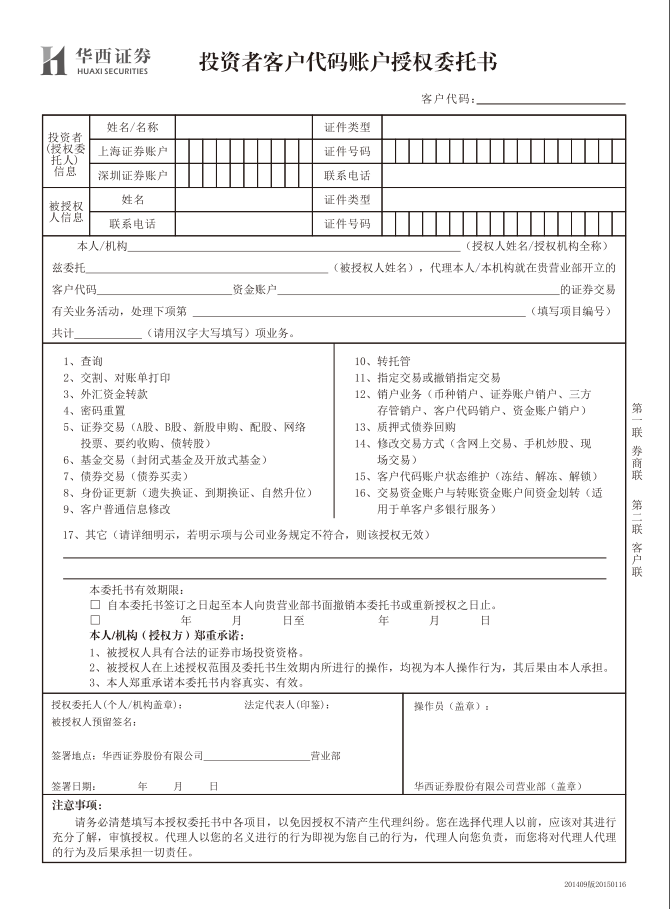 华西证券
HUAXI SECURITIES
投资者客户代码账户授权委托书
客户代码:
投资者
(授权委
托人)
信息
姓名/名称
证件类型
上海证券账户
证件号码
深圳证券账户
联系电话
被授权
人信息
姓名
证件类型
联系电话
证件号码
本人/机构（授权人姓名/授权机构全称）
兹委托（被授权人姓名），代理本人/本机构就在贵营业部开立的
客户代码资金账户的证券交易
有关业务活动，处理下项第（填写项目编号）
共计（请用汉字大写填写）项业务。
1、查询
2、交割、对账单打印
3、外汇资金转款
4、密码重置
5、证券交易（A股、B股、新股申购、配股、网络
投票、要约收购、债转股）
6、基金交易（封闭式基金及开放式基金）
7、债券交易（债券买卖）
8、身份证更新（遗失换证、到期换证、自然升位）
9、客户普通信息修改
10、转托管
11、指定交易或撤销指定交易
12、销户业务（币种销户、证券账户销户、三方
存管销户、客户代码销户、资金账户销户）
13、质押式债券回购
14、修改交易方式（含网上交易、手机炒股、现
场交易）
15、客户代码账户状态维护（冻结、解冻、解锁）
16、交易资金账户与转账资金账户间资金划转（适
用于单客户多银行服务）
17、其它（请详细明示，若明示项与公司业务规定不符合，则该授权无效）
本委托书有效期限：
□ 自本委托书签订之日起至本人向贵营业部书面撤销本委托书或重新授权之日止。
□ 年 月 日至 年 月 日
本人/机构（授权方）郑重承诺：
1、被授权人具有合法的证券市场投资资格。
2、被授权人在上述授权范围及委托书生效期内所进行的操作，均视为本人操作行为，其后果由本人承担。
3、本人郑重承诺本委托书内容真实、有效。
授权委托人(个人/机构盖章)： 法定代表人(印鉴)：
被授权人预留签名：
签署地点：华西证券股份有限公司营业部
签署日期： 年 月 日
操作员（盖章）：
华西证券股份有限公司营业部（盖章）
注意事项：
请务必清楚填写本授权委托书中各项目，以免因授权不清产生代理纠纷。您在选择代理人以前，应该对其进行
充分了解，审慎授权。代理人以您的名义进行的行为即视为您自己的行为，代理人向您负责，而您将对代理人代理
的行为及后果承担一切责任。
第一联 券商联
第二联 客户联
201409版20150116